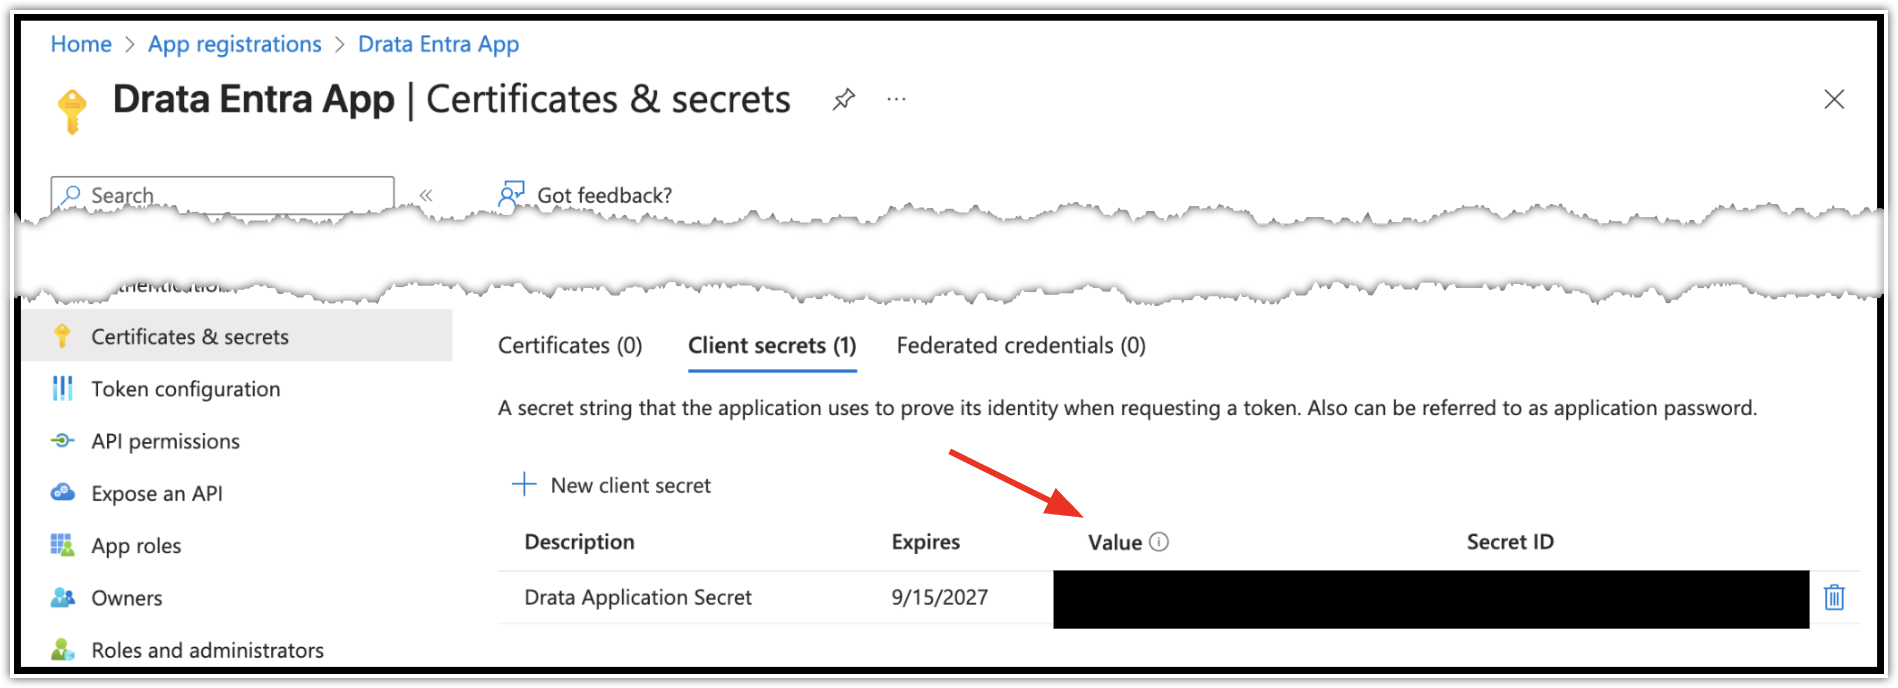 Home > App registrations > Drata Entra App
Drata Entra App | Certificates & secrets
Search
Got feedback?
Certificates & secrets
Token configuration
API permissions
Expose an API
App roles
Owners
Roles and administrators
Certificates (0) Client secrets (1) Federated credentials (0)
A secret string that the application uses to prove its identity when requesting a token. Also can be referred to as application password.
New client secret
Description Expires Value Secret ID
Drata Application Secret 9/15/2027